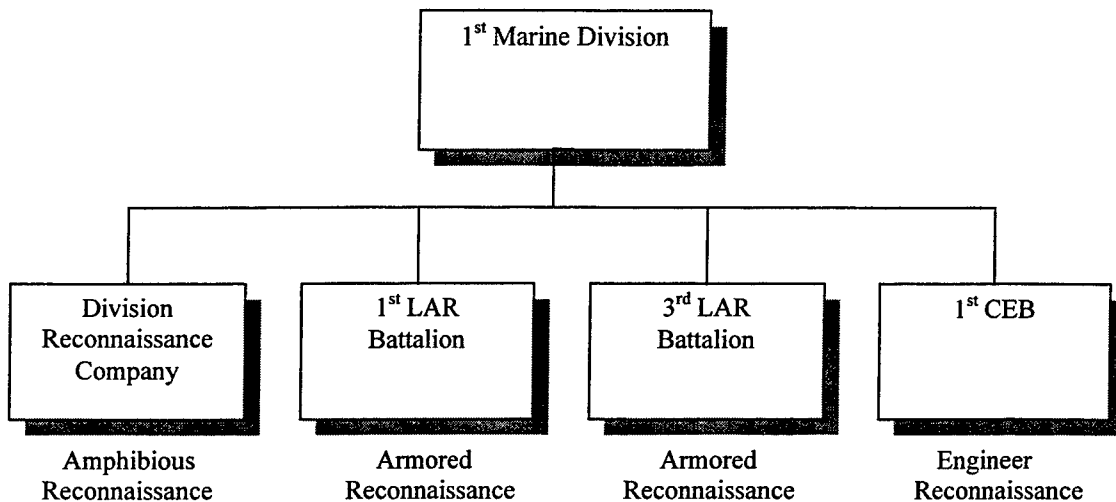 1st Marine Division
Division
Reconnaissance
Company
1st LAR
Battalion
3rd LAR
Battalion
1st CEB
Amphibious
Reconnaissance
Armored
Reconnaissance
Armored
Reconnaissance
Engineer
Reconnaissance